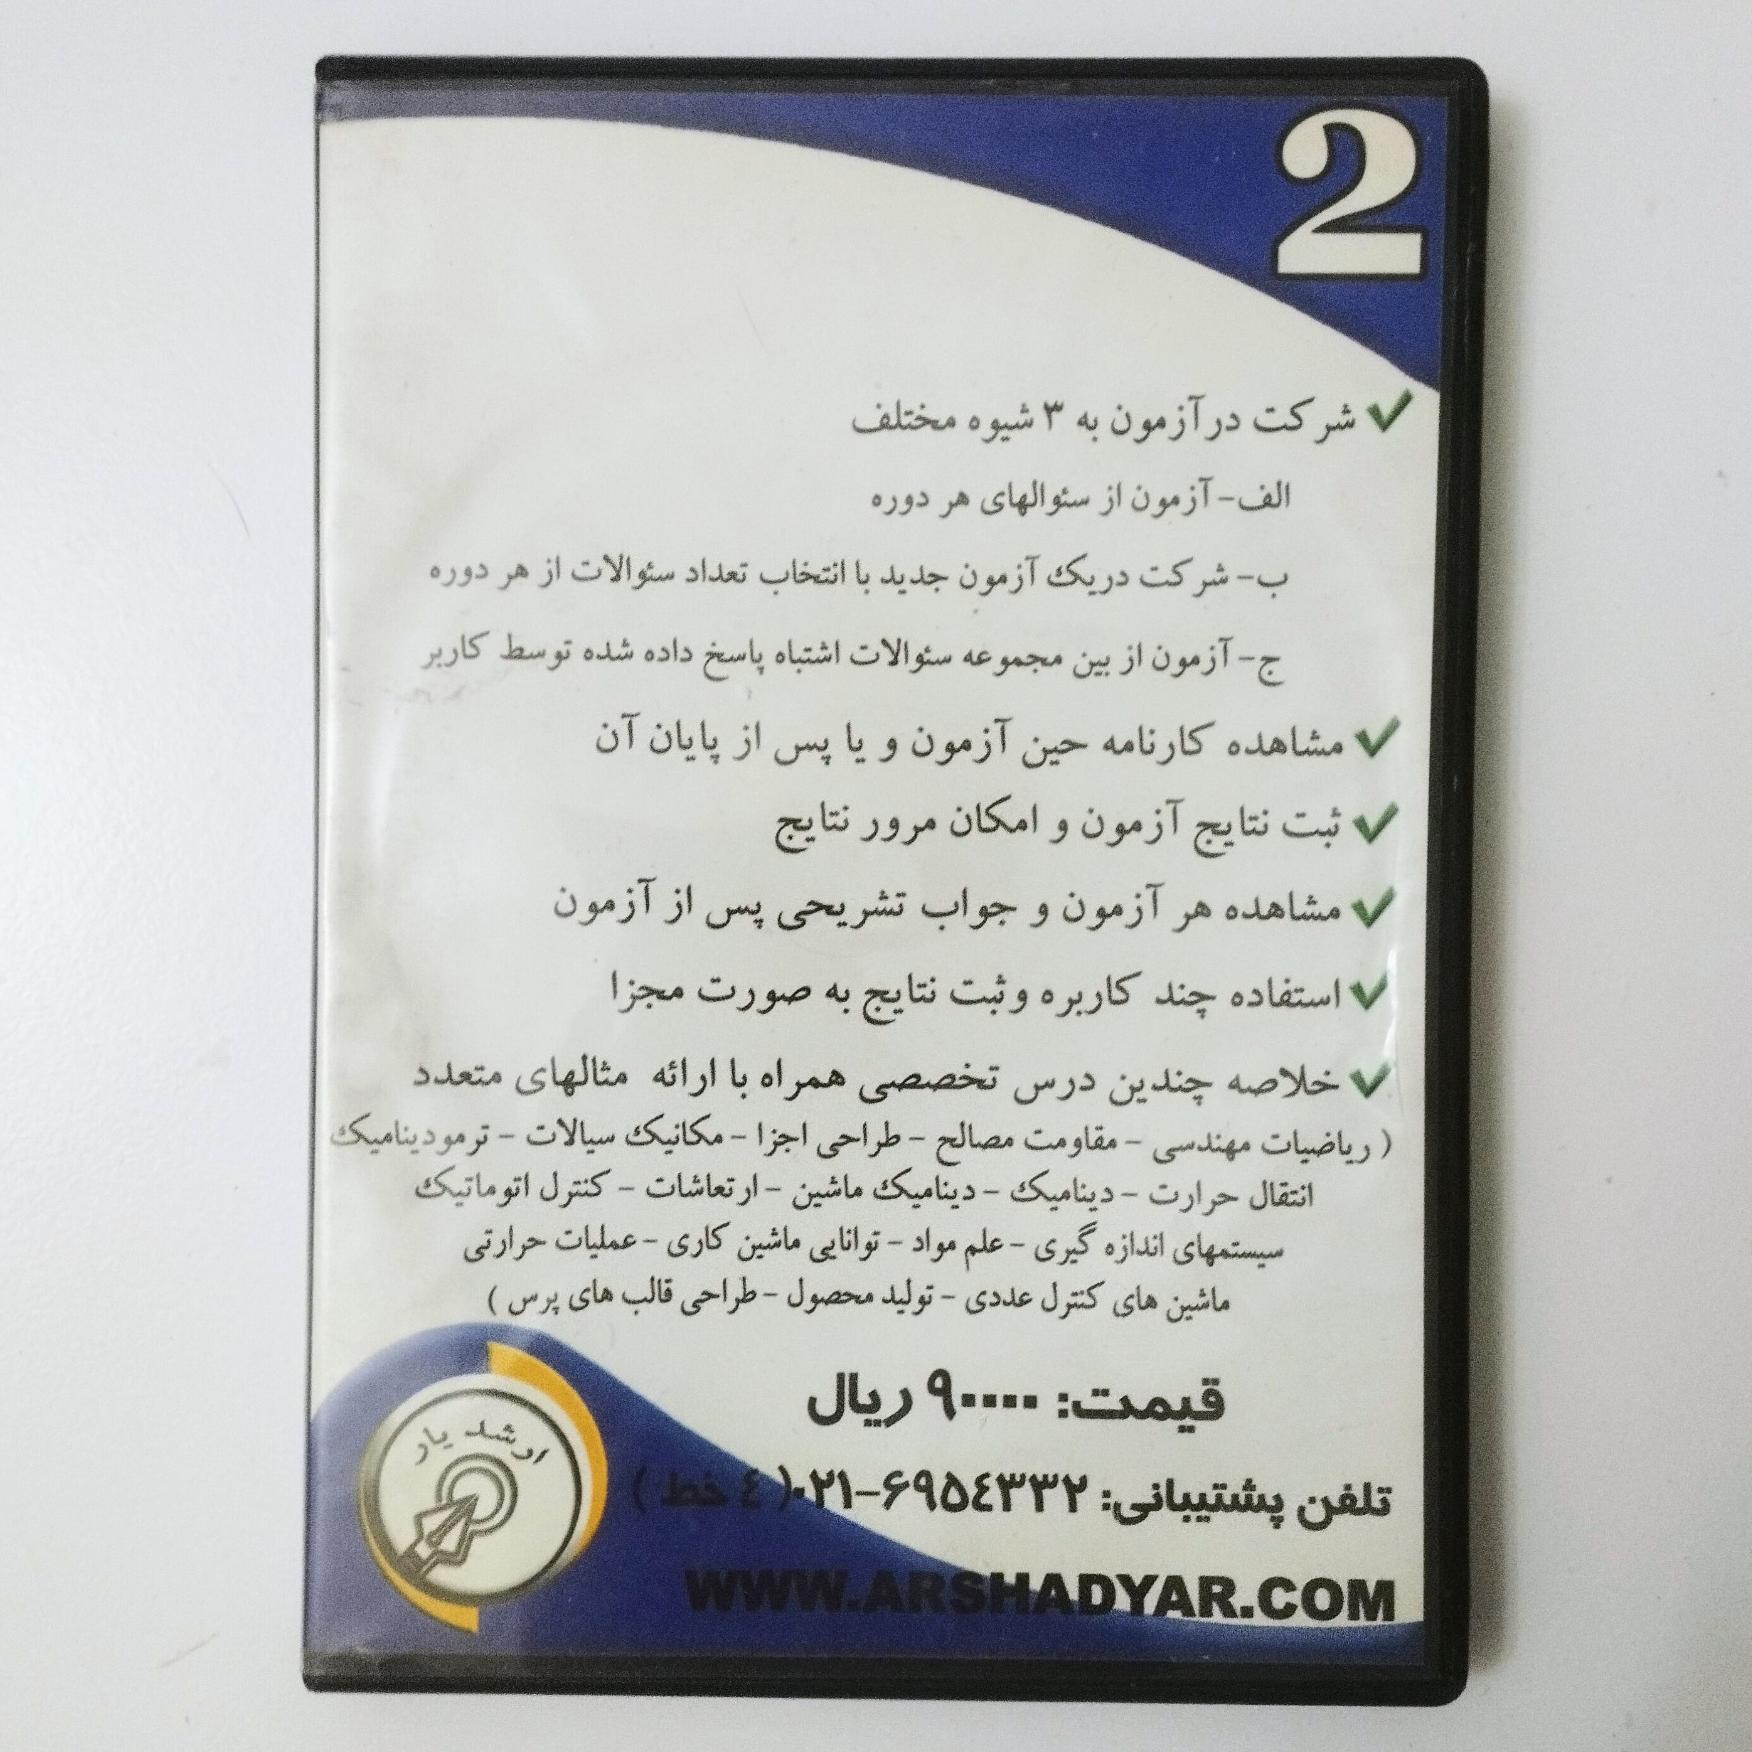 2
شرکت در آزمون به ۳ شیوه مختلف
الف- آزمون از سئوالهای هر دوره
ب- شرکت در یک آزمون جدید با انتخاب تعداد سئوالات از هر دوره
ج- آزمون از بین مجموعه سئوالات اشتباه پاسخ داده شده توسط کاربر
مشاهده کارنامه حین آزمون و یا پس از پایان آن
ثبت نتایج آزمون و امکان مرور نتایج
مشاهده هر آزمون و جواب تشریحی پس از آزمون
استفاده چند کاربره و ثبت نتایج به صورت مجزا
خلاصه چندین درس تخصصی همراه با ارائه مثالهای متعدد
( ریاضیات مهندسی - مقاومت مصالح - طراحی اجزا - مکانیک سیالات - ترمودینامیک
انتقال حرارت - دینامیک - دینامیک ماشین - ارتعاشات - کنترل اتوماتیک
سیستمهای اندازه گیری - علم مواد - توانایی ماشین کاری - عملیات حرارتی
ماشین های کنترل عددی - تولید محصول - طراحی قالب های پرس )
قیمت: ۹۰۰۰۰ ریال
تلفن پشتیبانی: ۶۹۵٤۳۳۲-۰۲۱ ( ٤ خط )
ارشد یار
WWW.ARSHADYAR.COM